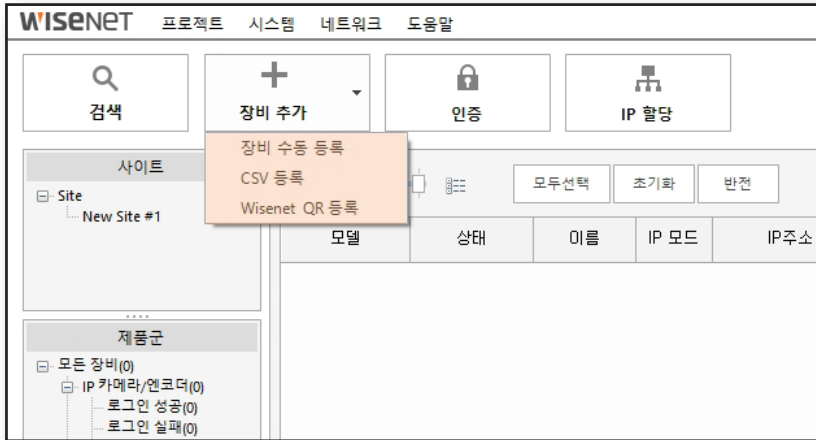 WISENET 프로젝트 시스템 네트워크 도움말
검색 장비 추가 인증 IP 할당
장비 수동 등록
CSV 등록
Wisenet QR 등록
사이트
Site
New Site #1
모두선택 초기화 반전
모델 상태 이름 IP 모드 IP주소
제품군
모든 장비(0)
IP 카메라/엔코더(0)
로그인 성공(0)
로그인 실패(0)